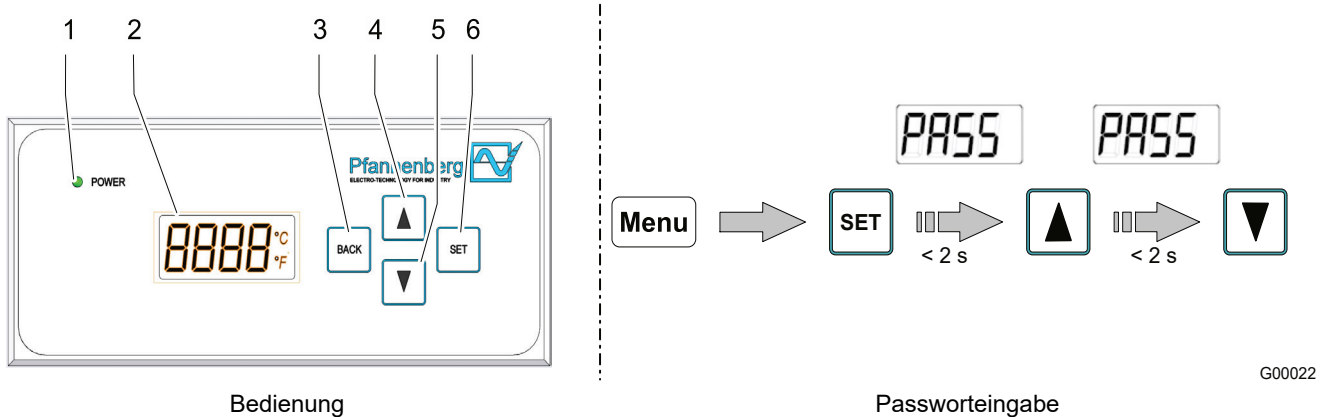 1 2 3 4 5 6
POWER
Pfannenberg
ELECTRO-TECHNOLOGY FOR INDUSTRY
8888 °C
°F
BACK
SET
PASS PASS
Menu
SET
< 2 s < 2 s
G00022
Bedienung
Passworteingabe